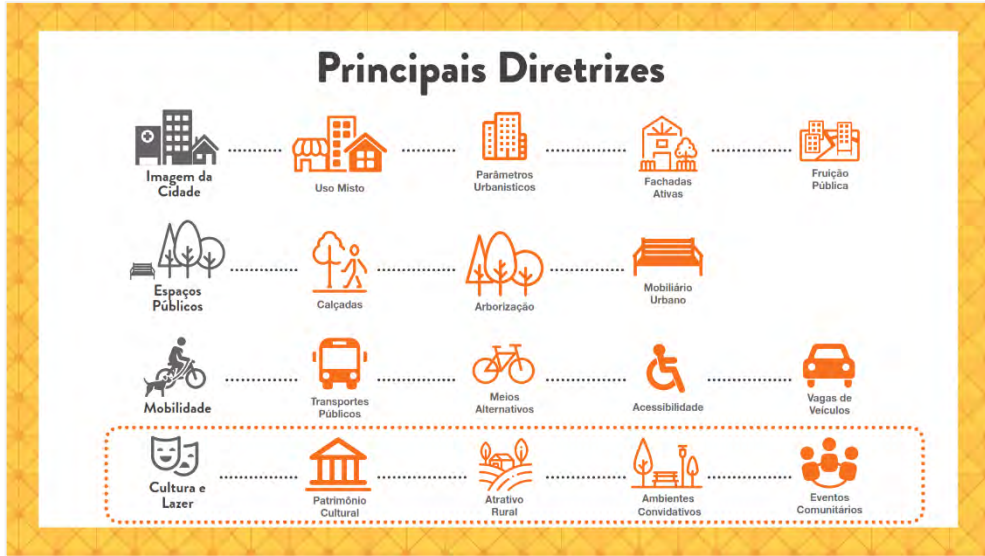 Principais Diretrizes
Imagem da
Cidade
Uso Misto
Parâmetros
Urbanisticos
Fachadas
Ativas
Fruição
Pública
Espaços
Públicos
Calçadas
Arborização
Mobiliário
Urbano
Mobilidade
Transportes
Públicos
Meios
Alternativos
Acessibilidade
Vagas de
Veículos
Cultura e
Lazer
Patrimônio
Cultural
Atrativo
Rural
Ambientes
Convidativos
Eventos
Comunitários